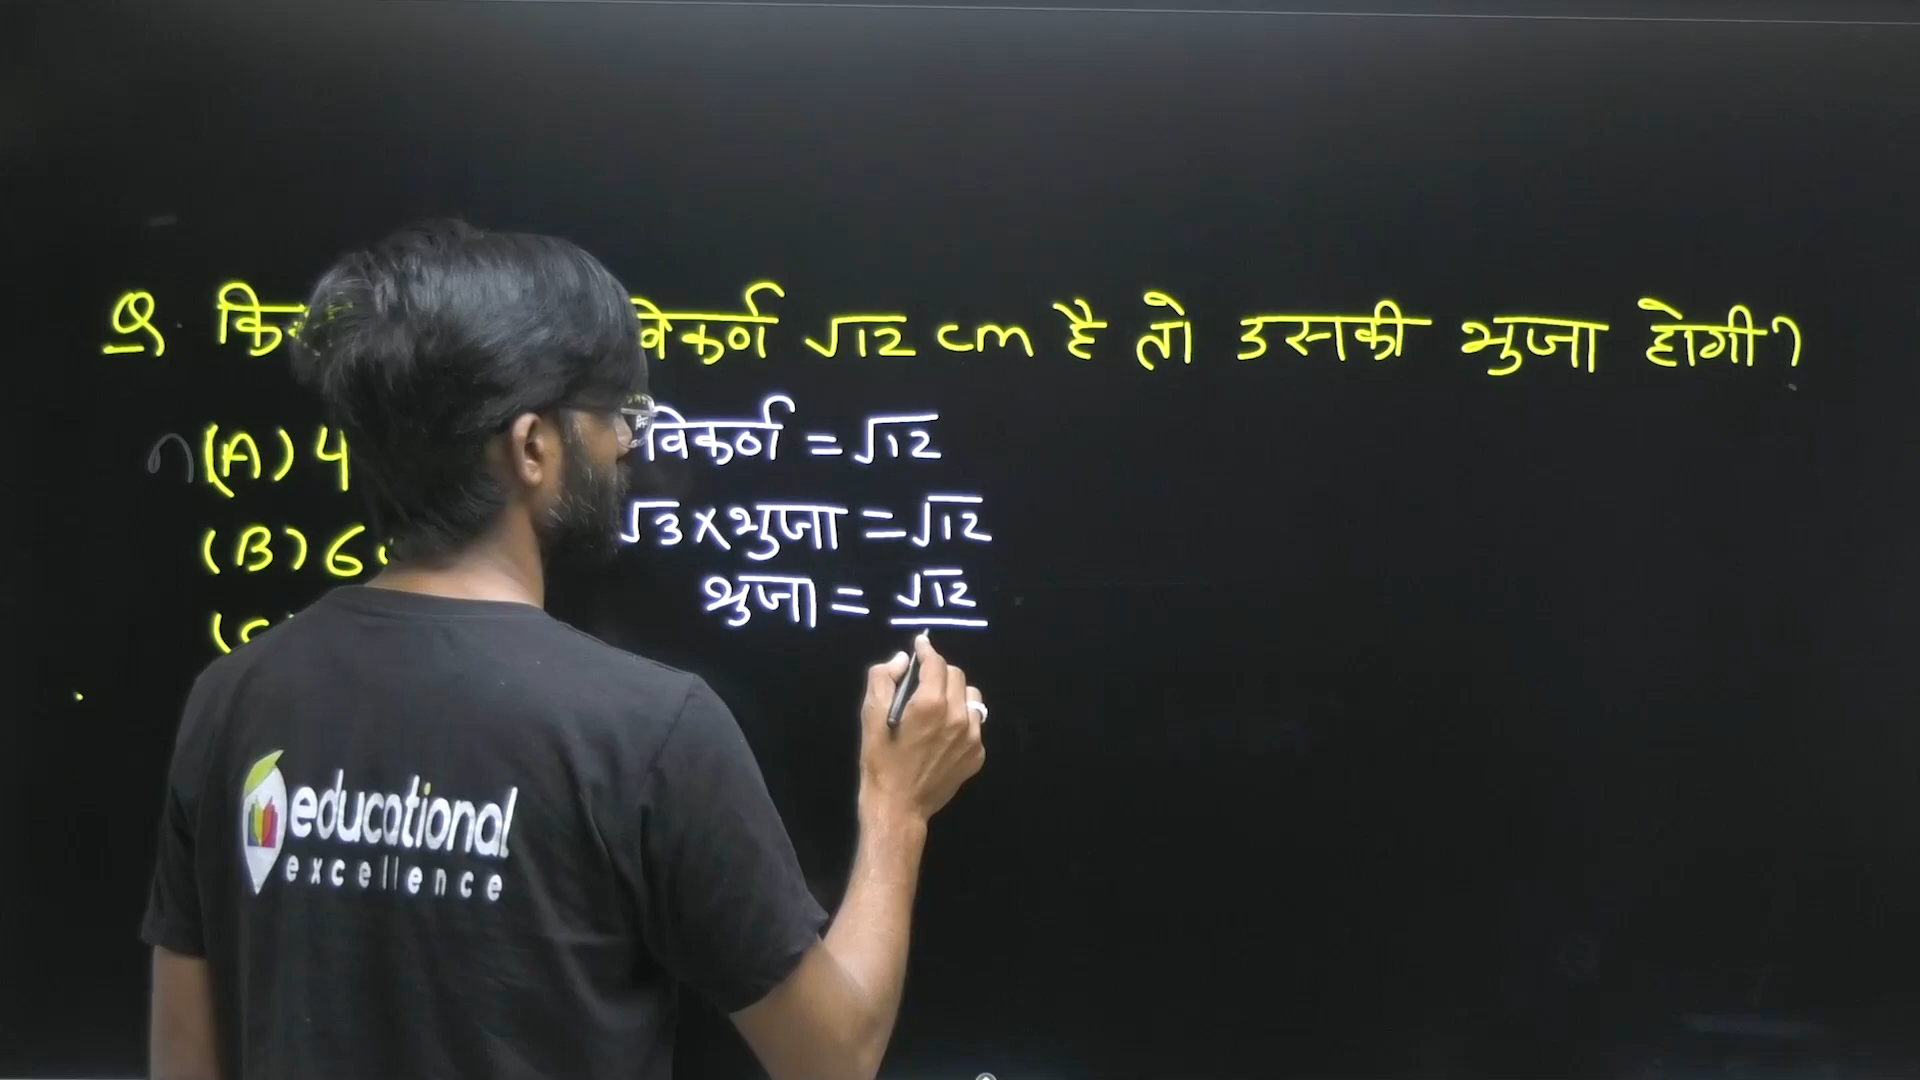 Q. विकर्ण √12 cm है तो उसकी भुजा होगी?
(A) 4
(B) 6
विकर्ण = √12
√3 × भुजा = √12
भुजा = √12
educational
excellence